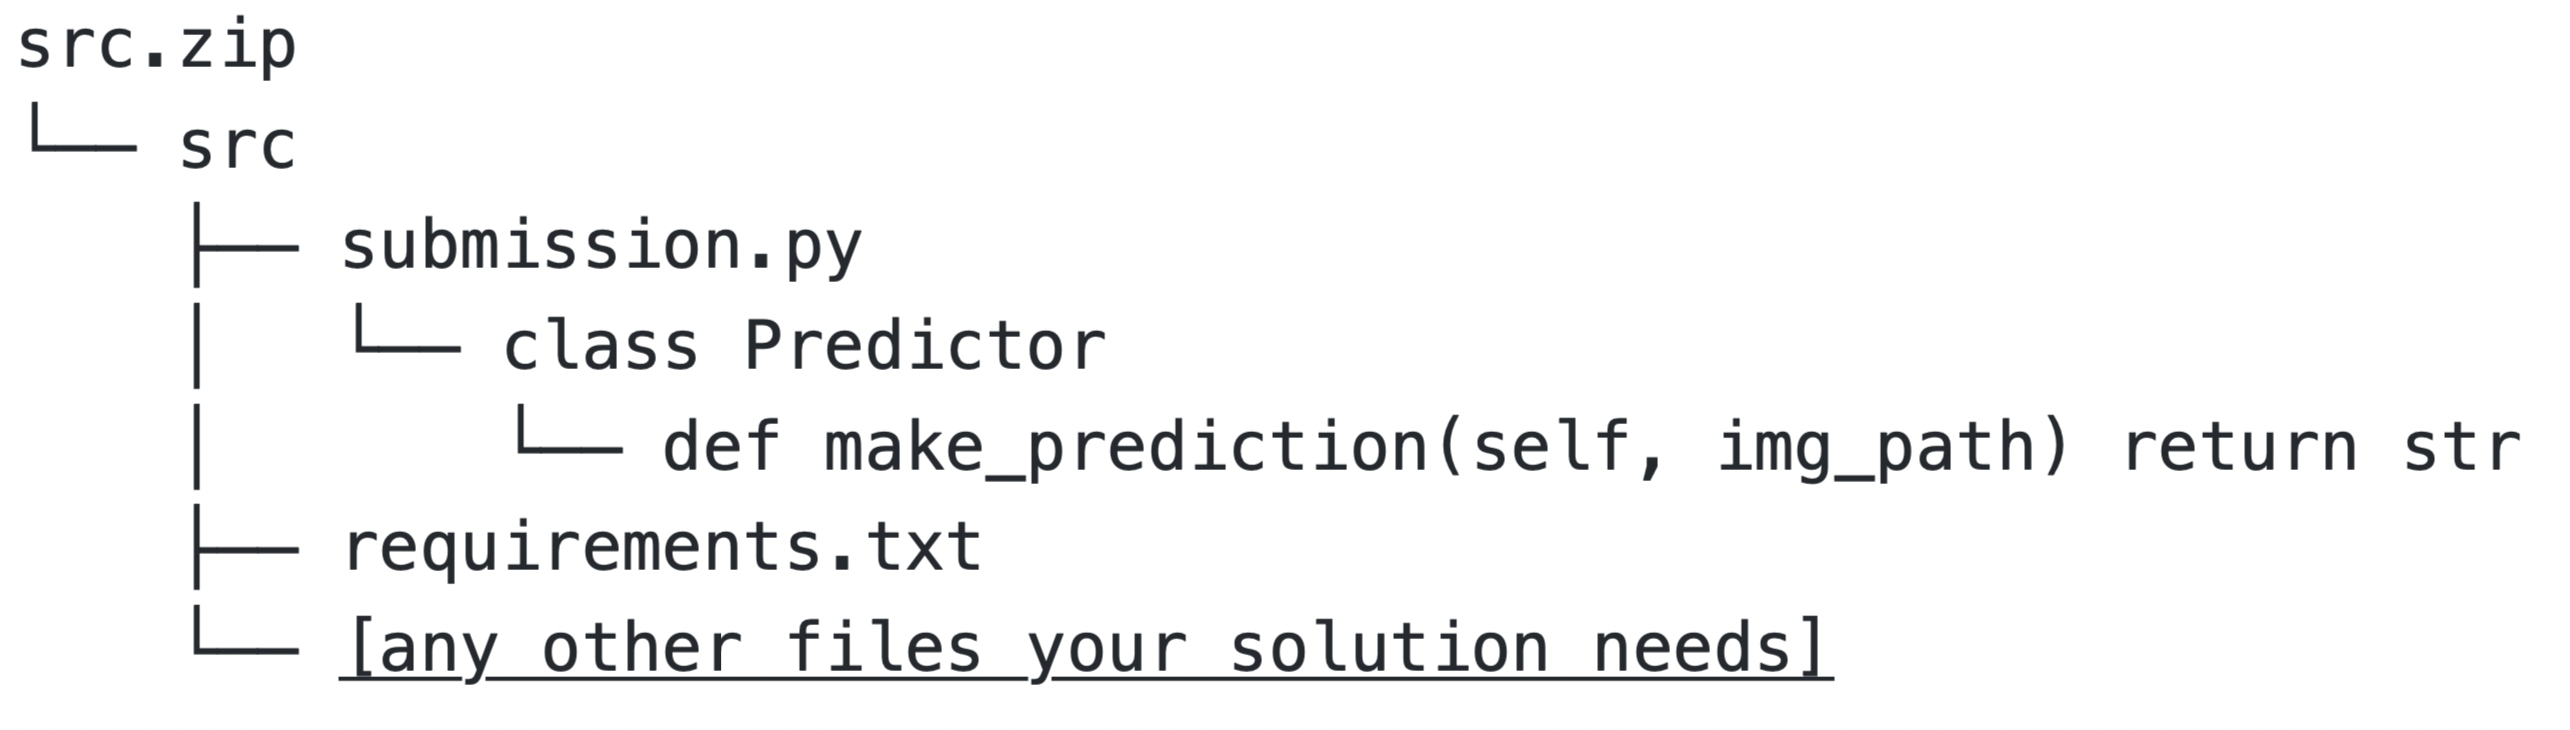 src.zip
└── src
    ├── submission.py
    │   └── class Predictor
    │       └── def make_prediction(self, img_path) return str
    ├── requirements.txt
    └── [any other files your solution needs]